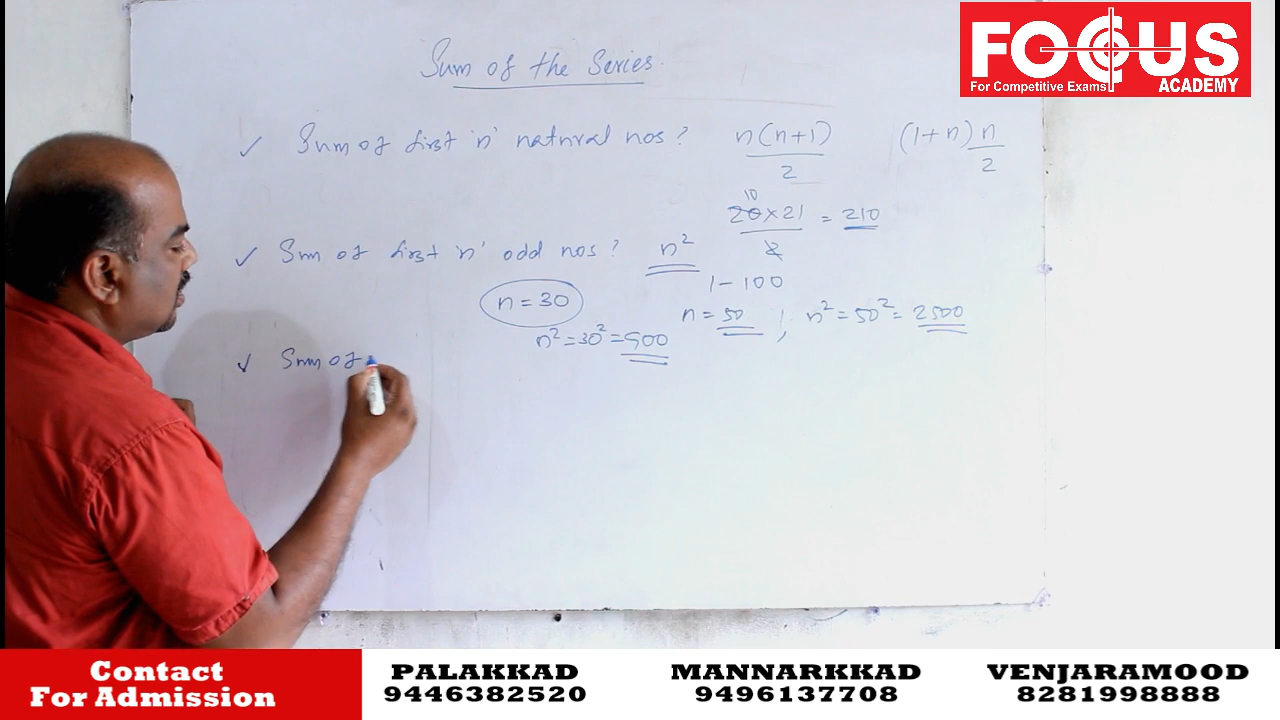 FOCUS
For Competitive Exams ACADEMY
Sum of the Series
✓ Sum of first 'n' natural nos? n(n+1)/2 (1+n)n/2
10
20×21/2 = 210
✓ Sum of first 'n' odd nos? n²
1-100
n = 30
n = 50 ; n² = 50² = 2500
n² = 30² = 900
✓ Sum of
Contact
For Admission
PALAKKAD
9446382520
MANNARKKAD
9496137708
VENJARAMOOD
8281998888